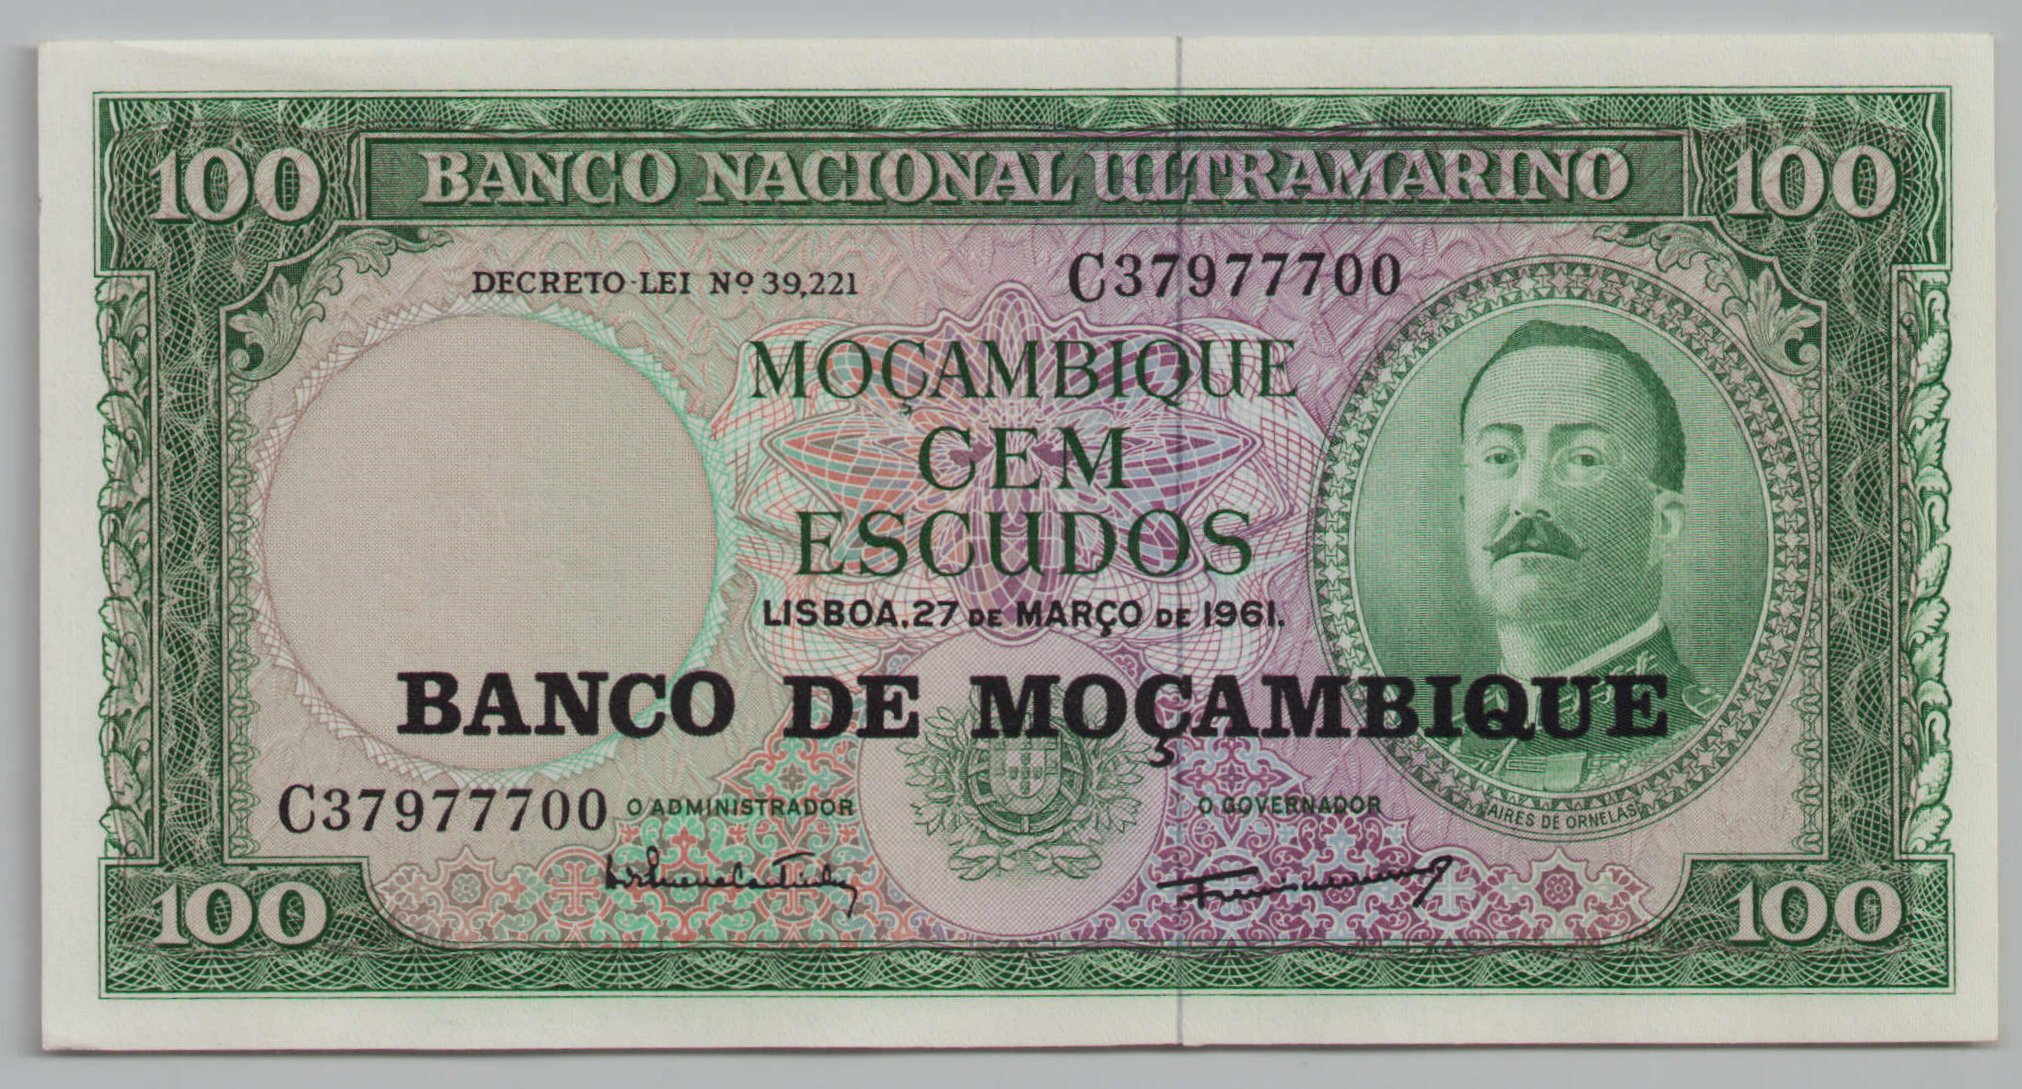 100 BANCO NACIONAL ULTRAMARINO 100
DECRETO-LEI Nº 39,221
C37977700
MOÇAMBIQUE
CEM
ESCUDOS
LISBOA, 27 DE MARÇO DE 1961.
BANCO DE MOÇAMBIQUE
C37977700
O ADMINISTRADOR
O GOVERNADOR
AIRES DE ORNELAS
100
100